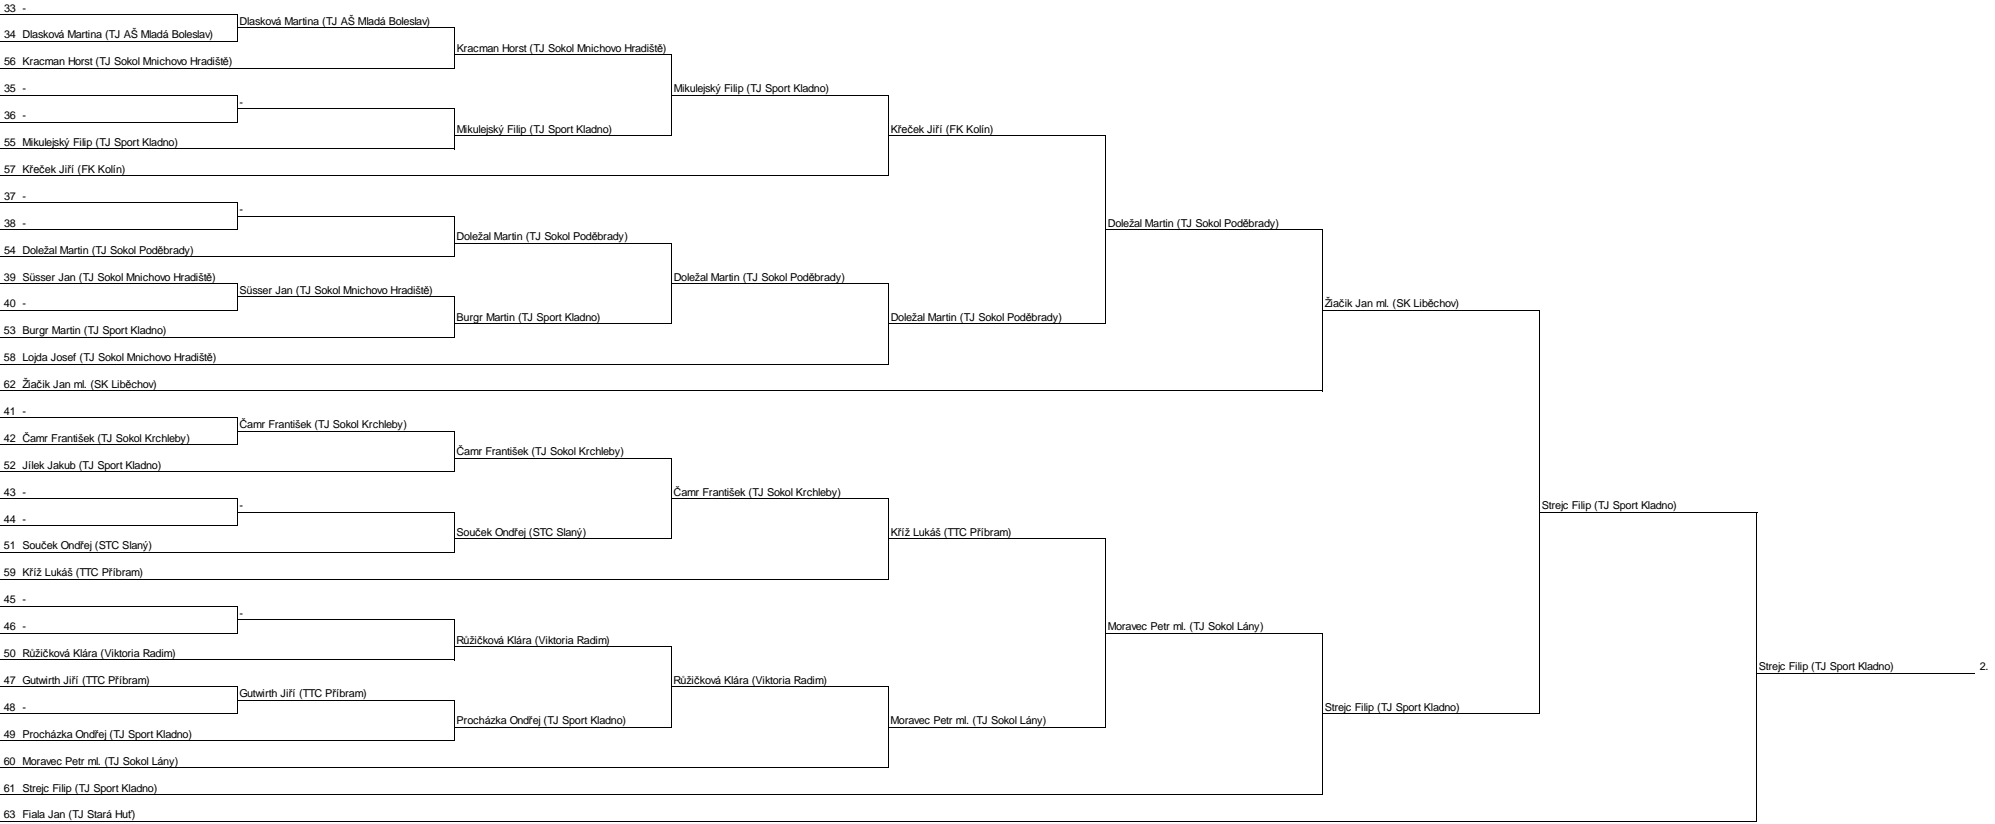 33 -
Dlasková Martina (TJ AŠ Mladá Boleslav)
34 Dlasková Martina (TJ AŠ Mladá Boleslav)
Kracman Horst (TJ Sokol Mnichovo Hradiště)
56 Kracman Horst (TJ Sokol Mnichovo Hradiště)
35 -
Mikulejský Filip (TJ Sport Kladno)
-
36 -
Mikulejský Filip (TJ Sport Kladno)
Křeček Jiří (FK Kolín)
55 Mikulejský Filip (TJ Sport Kladno)
57 Křeček Jiří (FK Kolín)
37 -
-
38 -
Doležal Martin (TJ Sokol Poděbrady)
Doležal Martin (TJ Sokol Poděbrady)
54 Doležal Martin (TJ Sokol Poděbrady)
39 Süsser Jan (TJ Sokol Mnichovo Hradiště)
Doležal Martin (TJ Sokol Poděbrady)
Süsser Jan (TJ Sokol Mnichovo Hradiště)
40 -
Žiačik Jan ml. (SK Liběchov)
Burgr Martin (TJ Sport Kladno)
Doležal Martin (TJ Sokol Poděbrady)
53 Burgr Martin (TJ Sport Kladno)
58 Lojda Josef (TJ Sokol Mnichovo Hradiště)
62 Žiačik Jan ml. (SK Liběchov)
41 -
Čamr František (TJ Sokol Krchleby)
42 Čamr František (TJ Sokol Krchleby)
Čamr František (TJ Sokol Krchleby)
52 Jílek Jakub (TJ Sport Kladno)
43 -
Čamr František (TJ Sokol Krchleby)
-
Strejc Filip (TJ Sport Kladno)
44 -
Souček Ondřej (STC Slaný)
Kříž Lukáš (TTC Příbram)
51 Souček Ondřej (STC Slaný)
59 Kříž Lukáš (TTC Příbram)
45 -
-
46 -
Moravec Petr ml. (TJ Sokol Lány)
Růžičková Klára (Viktoria Radim)
50 Růžičková Klára (Viktoria Radim)
Strejc Filip (TJ Sport Kladno) 2.
47 Gutwirth Jiří (TTC Příbram)
Růžičková Klára (Viktoria Radim)
Gutwirth Jiří (TTC Příbram)
48 -
Strejc Filip (TJ Sport Kladno)
Procházka Ondřej (TJ Sport Kladno)
Moravec Petr ml. (TJ Sokol Lány)
49 Procházka Ondřej (TJ Sport Kladno)
60 Moravec Petr ml. (TJ Sokol Lány)
61 Strejc Filip (TJ Sport Kladno)
63 Fiala Jan (TJ Stará Huť)